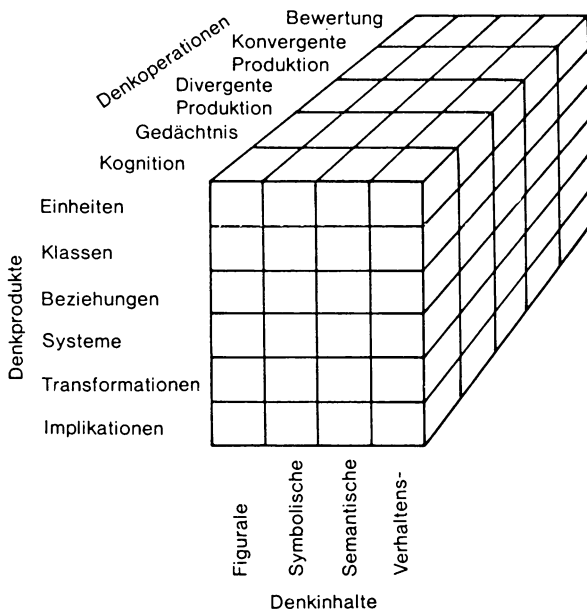 Denkoperationen
Bewertung
Konvergente
Produktion
Divergente
Produktion
Gedächtnis
Kognition
Denkprodukte
Einheiten
Klassen
Beziehungen
Systeme
Transformationen
Implikationen
Figurale
Symbolische
Semantische
Verhaltens-
Denkinhalte